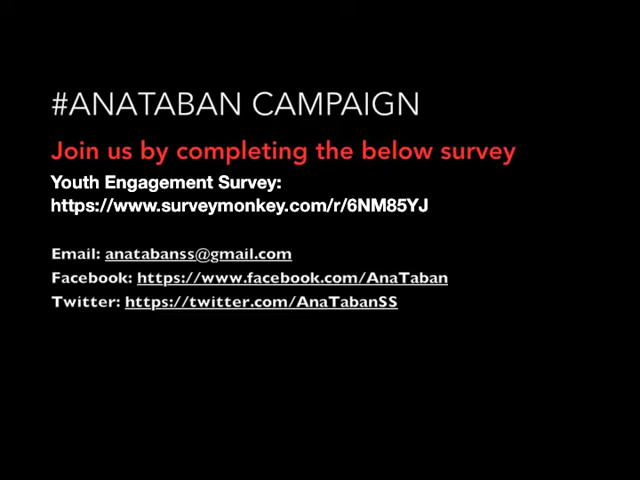 #ANATABAN CAMPAIGN
Join us by completing the below survey
Youth Engagement Survey:
https://www.surveymonkey.com/r/6NM85YJ
Email: anatabanss@gmail.com
Facebook: https://www.facebook.com/AnaTaban
Twitter: https://twitter.com/AnaTabanSS